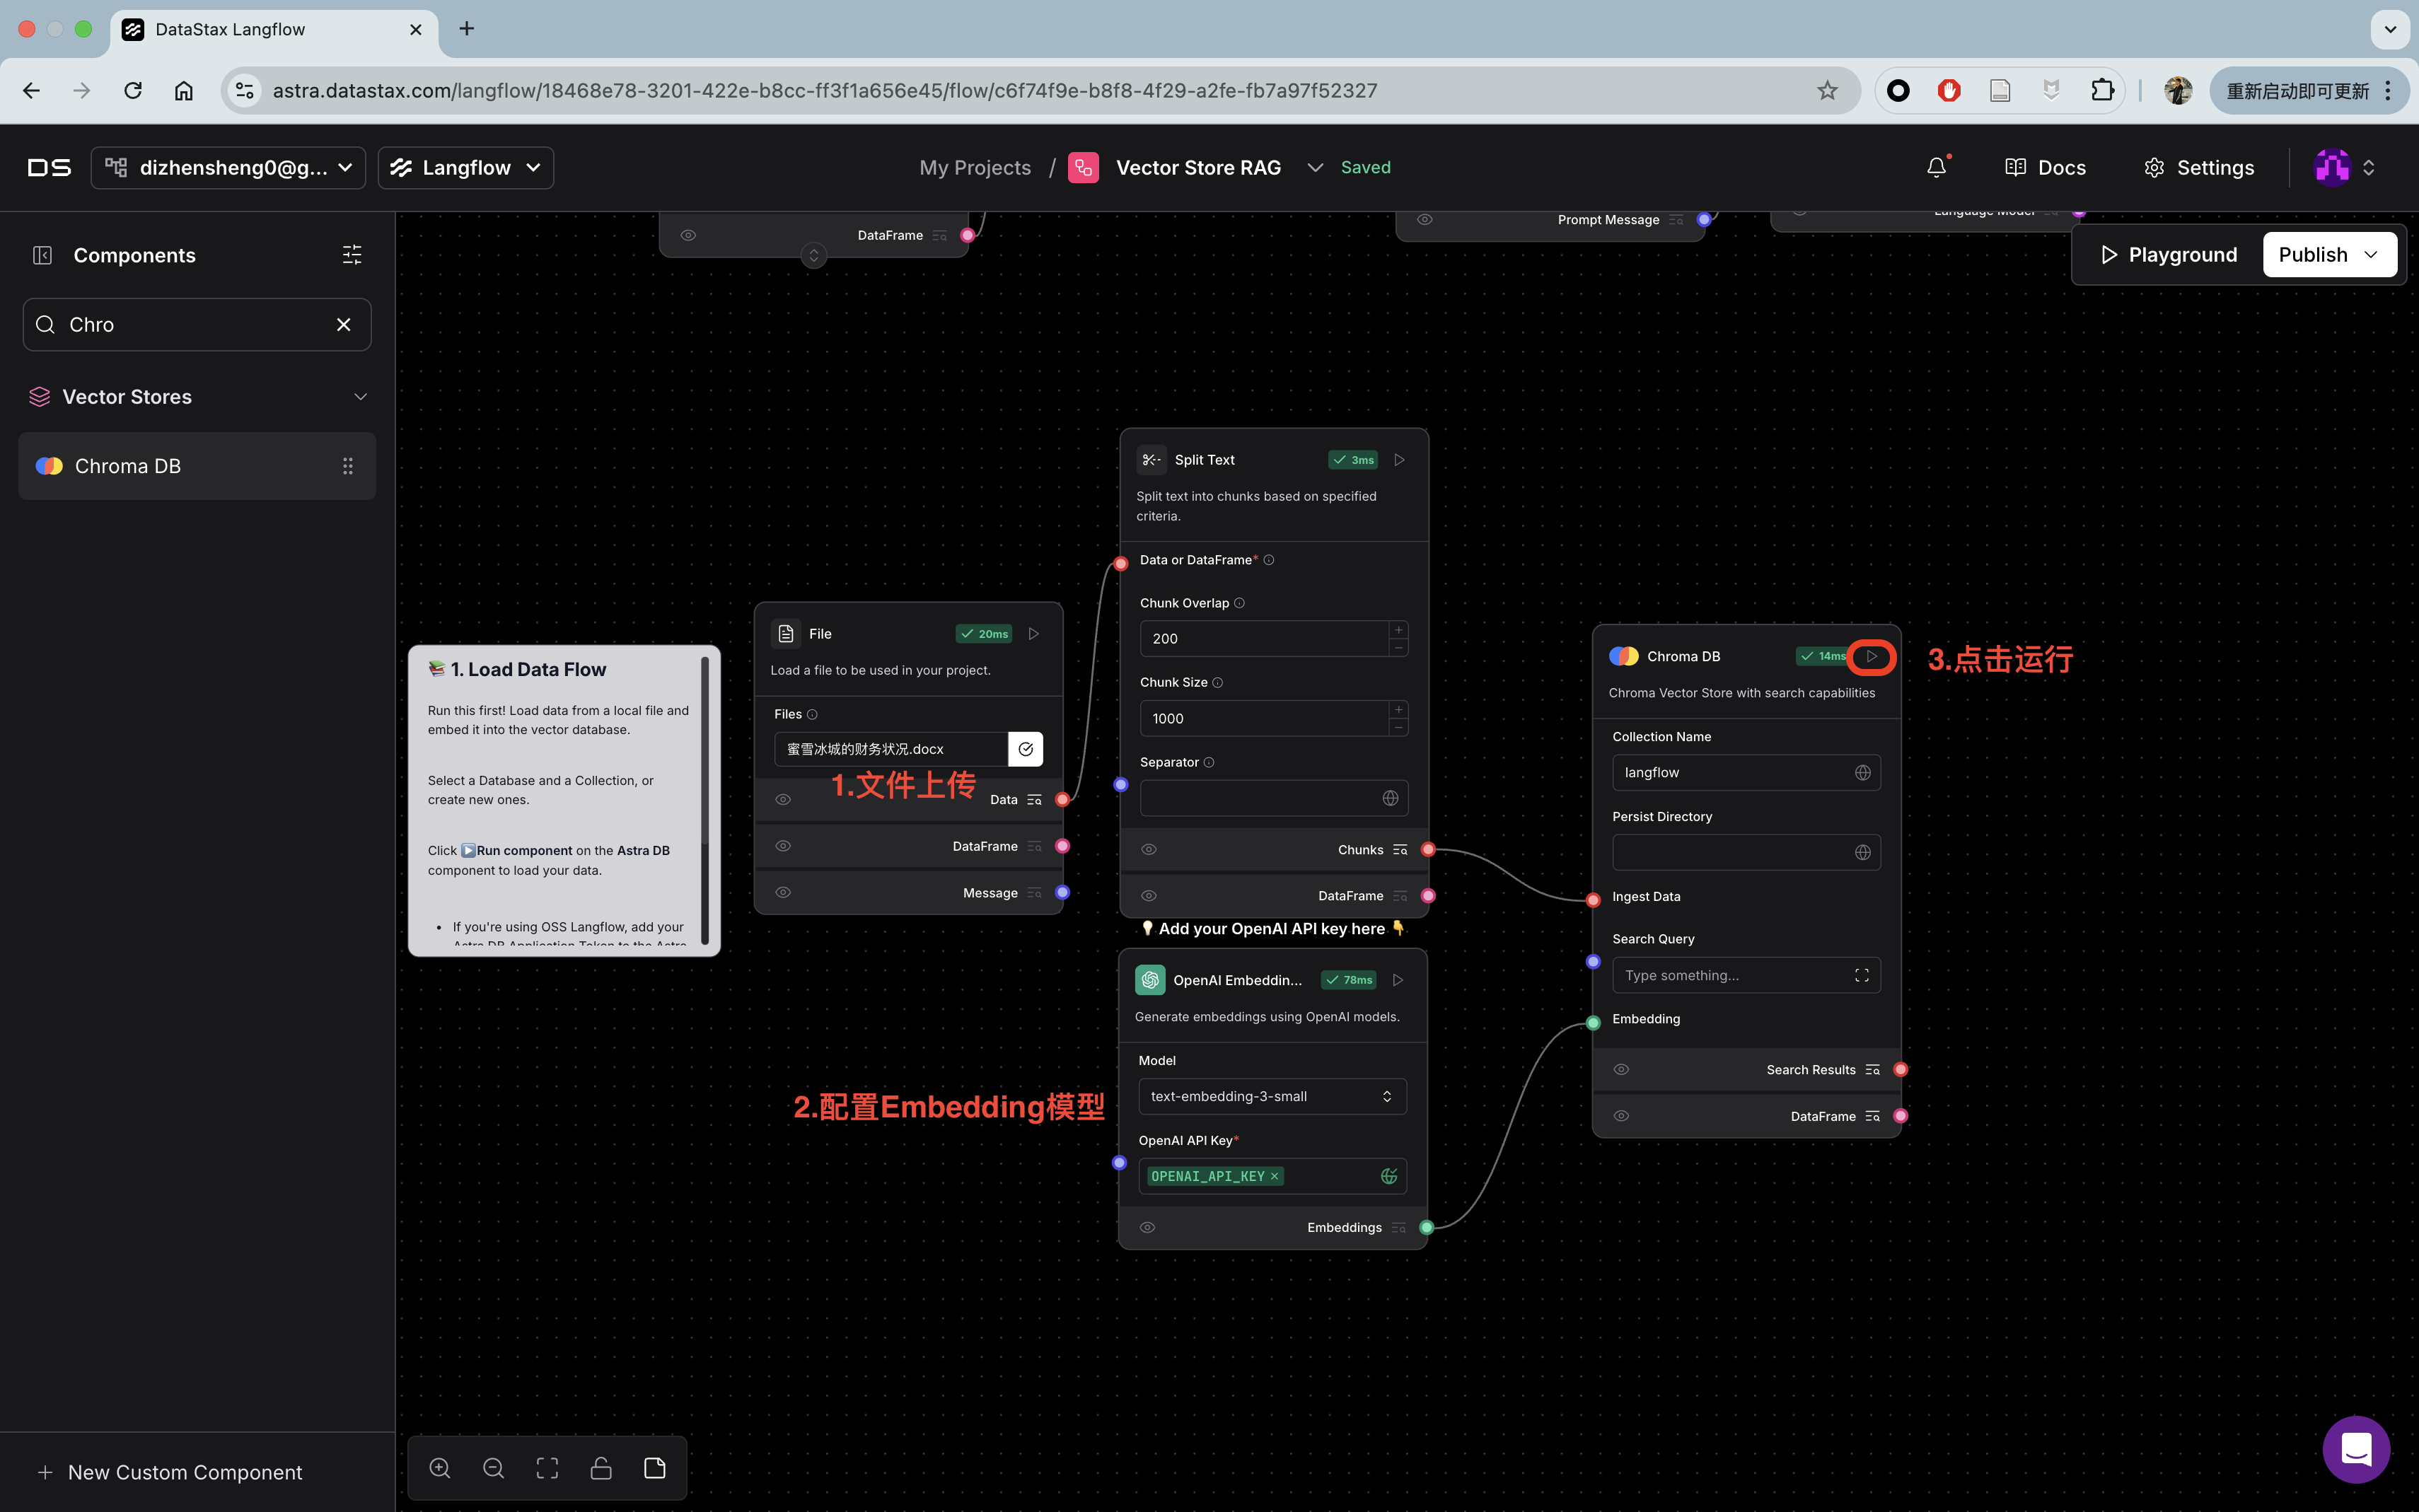 DataStax Langflow
astra.datastax.com/langflow/18468e78-3201-422e-b8cc-ff3f1a656e45/flow/c6f74f9e-b8f8-4f29-a2fe-fb7a97f52327
重新启动即可更新
DS
dizhensheng0@g...
Langflow
My Projects / Vector Store RAG
Saved
Docs
Settings
Components
Chro
Vector Stores
Chroma DB
New Custom Component
DataFrame
Prompt Message
Language Model
Playground
Publish
1. Load Data Flow
Run this first! Load data from a local file and
embed it into the vector database.
Select a Database and a Collection, or
create new ones.
Click ▶️Run component on the Astra DB
component to load your data.
• If you're using OSS Langflow, add your
Astra DB Application Token to the Astra
File
20ms
Load a file to be used in your project.
Files
蜜雪冰城的财务状况.docx
1.文件上传
Data
DataFrame
Message
Split Text
3ms
Split text into chunks based on specified
criteria.
Data or DataFrame*
Chunk Overlap
200
Chunk Size
1000
Separator
Chunks
DataFrame
💡 Add your OpenAI API key here 👇
OpenAI Embeddin...
78ms
Generate embeddings using OpenAI models.
Model
text-embedding-3-small
2.配置Embedding模型
OpenAI API Key*
OPENAI_API_KEY ×
Embeddings
Chroma DB
14ms
3.点击运行
Chroma Vector Store with search capabilities
Collection Name
langflow
Persist Directory
Ingest Data
Search Query
Type something...
Embedding
Search Results
DataFrame